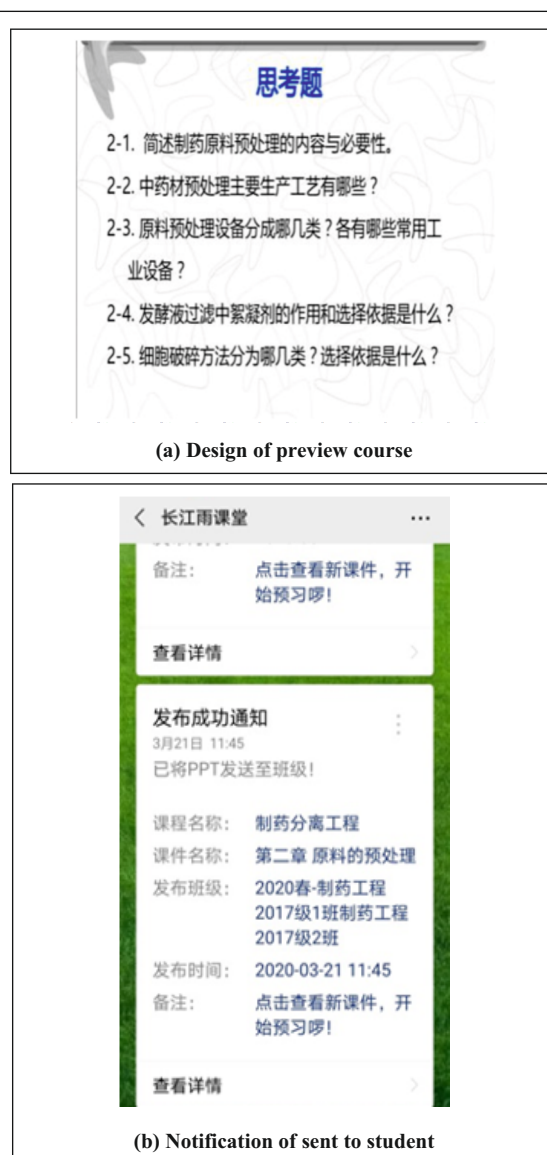 思考题
2-1. 简述制药原料预处理的内容与必要性。
2-2. 中药材预处理主要生产工艺有哪些？
2-3. 原料预处理设备分成哪几类？各有哪些常用工
业设备？
2-4. 发酵液过滤中絮凝剂的作用和选择依据是什么？
2-5. 细胞破碎方法分为哪几类？选择依据是什么？
(a) Design of preview course
长江雨课堂
备注： 点击查看新课件，开
始预习啰！
查看详情
发布成功通知
3月21日 11:45
已将PPT发送至班级！
课程名称： 制药分离工程
课件名称： 第二章 原料的预处理
发布班级： 2020春-制药工程
2017级1班制药工程
2017级2班
发布时间： 2020-03-21 11:45
备注： 点击查看新课件，开
始预习啰！
查看详情
(b) Notification of sent to student